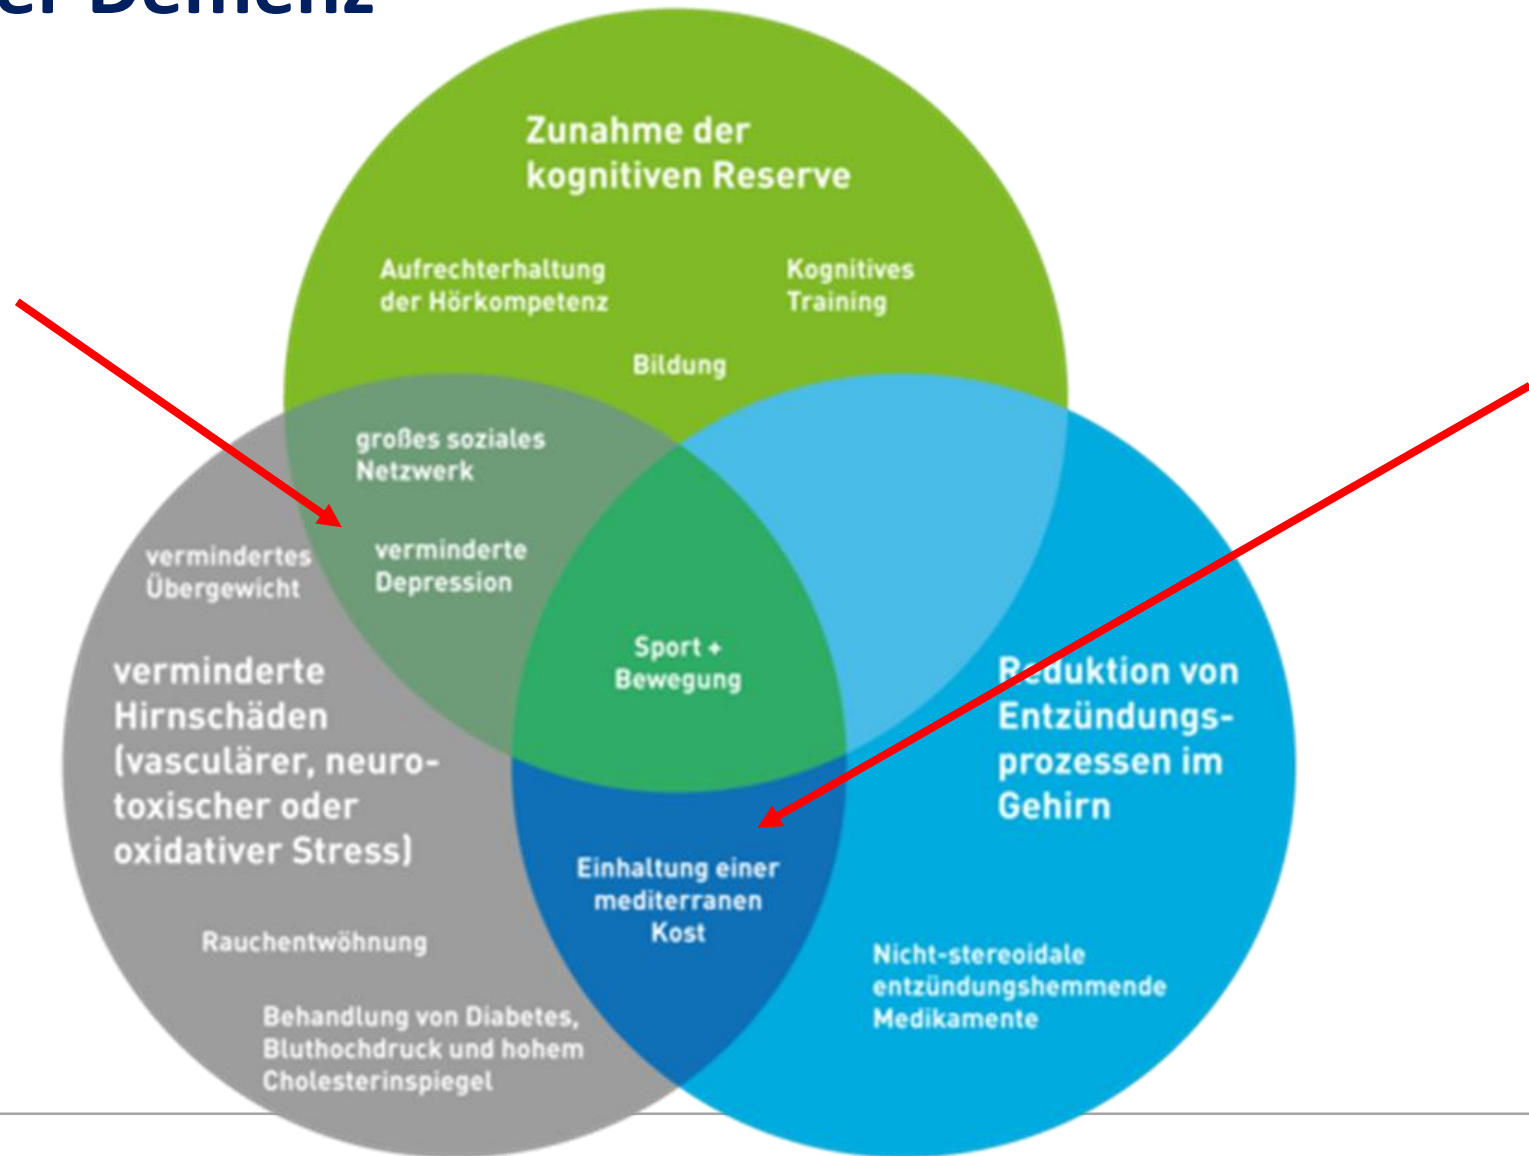 er Demenz
Zunahme der
kognitiven Reserve
Aufrechterhaltung
der Hörkompetenz
Kognitives
Training
Bildung
großes soziales
Netzwerk
verminderte
Depression
vermindertes
Übergewicht
Sport +
Bewegung
verminderte
Hirnschäden
(vasculärer, neuro-
toxischer oder
oxidativer Stress)
Reduktion von
Entzündungs-
prozessen im
Gehirn
Einhaltung einer
mediterranen
Kost
Rauchentwöhnung
Nicht-stereoidale
entzündungshemmende
Medikamente
Behandlung von Diabetes,
Bluthochdruck und hohem
Cholesterinspiegel